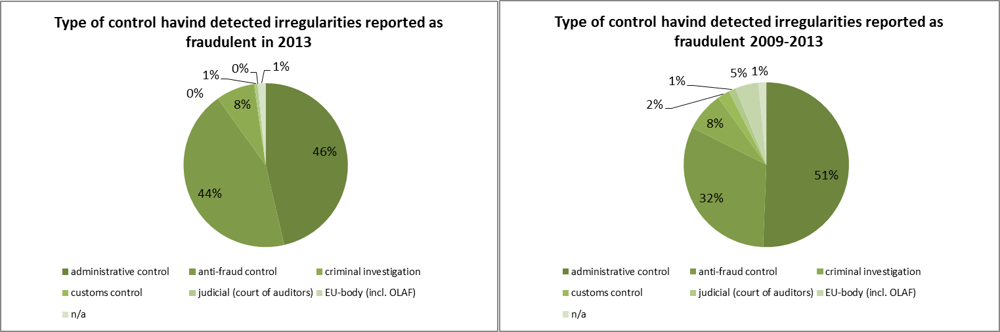 Type of control havind detected irregularities reported as
fraudulent in 2013
0%
1%
1%
0%
8%
46%
44%
administrative control
anti-fraud control
criminal investigation
customs control
judicial (court of auditors)
EU-body (incl. OLAF)
n/a
Type of control havind detected irregularities reported as
fraudulent 2009-2013
5%
1%
1%
2%
8%
51%
32%
administrative control
anti-fraud control
criminal investigation
customs control
judicial (court of auditors)
EU-body (incl. OLAF)
n/a